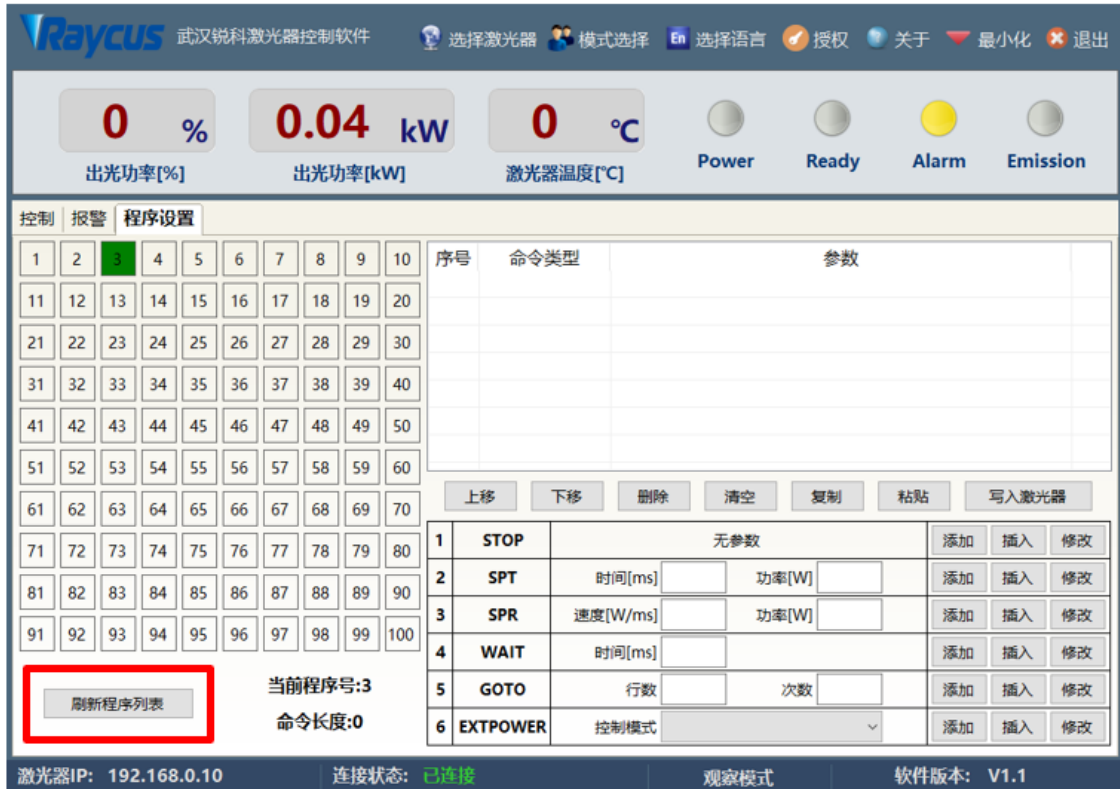 Raycus 武汉锐科激光器控制软件 选择激光器 模式选择 En 选择语言 授权 关于 最小化 退出
0 % 0.04 kW 0 ℃
出光功率[%] 出光功率[kW] 激光器温度[℃] Power Ready Alarm Emission
控制 报警 程序设置
1 2 3 4 5 6 7 8 9 10
11 12 13 14 15 16 17 18 19 20
21 22 23 24 25 26 27 28 29 30
31 32 33 34 35 36 37 38 39 40
41 42 43 44 45 46 47 48 49 50
51 52 53 54 55 56 57 58 59 60
61 62 63 64 65 66 67 68 69 70
71 72 73 74 75 76 77 78 79 80
81 82 83 84 85 86 87 88 89 90
91 92 93 94 95 96 97 98 99 100
刷新程序列表
当前程序号:3
命令长度:0
序号 命令类型 参数
上移 下移 删除 清空 复制 粘贴 写入激光器
1 STOP 无参数 添加 插入 修改
2 SPT 时间[ms] 功率[W] 添加 插入 修改
3 SPR 速度[W/ms] 功率[W] 添加 插入 修改
4 WAIT 时间[ms] 添加 插入 修改
5 GOTO 行数 次数 添加 插入 修改
6 EXTPOWER 控制模式 添加 插入 修改
激光器IP: 192.168.0.10 连接状态: 已连接 观察模式 软件版本: V1.1